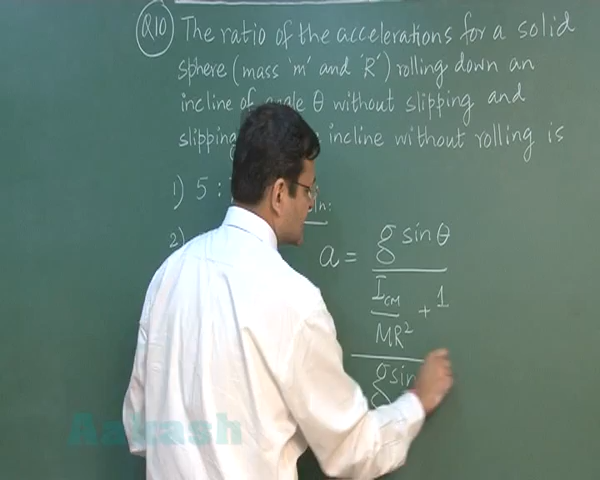 Q10 The ratio of the accelerations for a solid
sphere (mass 'm' and 'R') rolling down an
incline of angle θ without slipping and
slipping incline without rolling is
1) 5 :
2)
a = g sin θ
I_CM / MR² + 1
g sin
Aakash